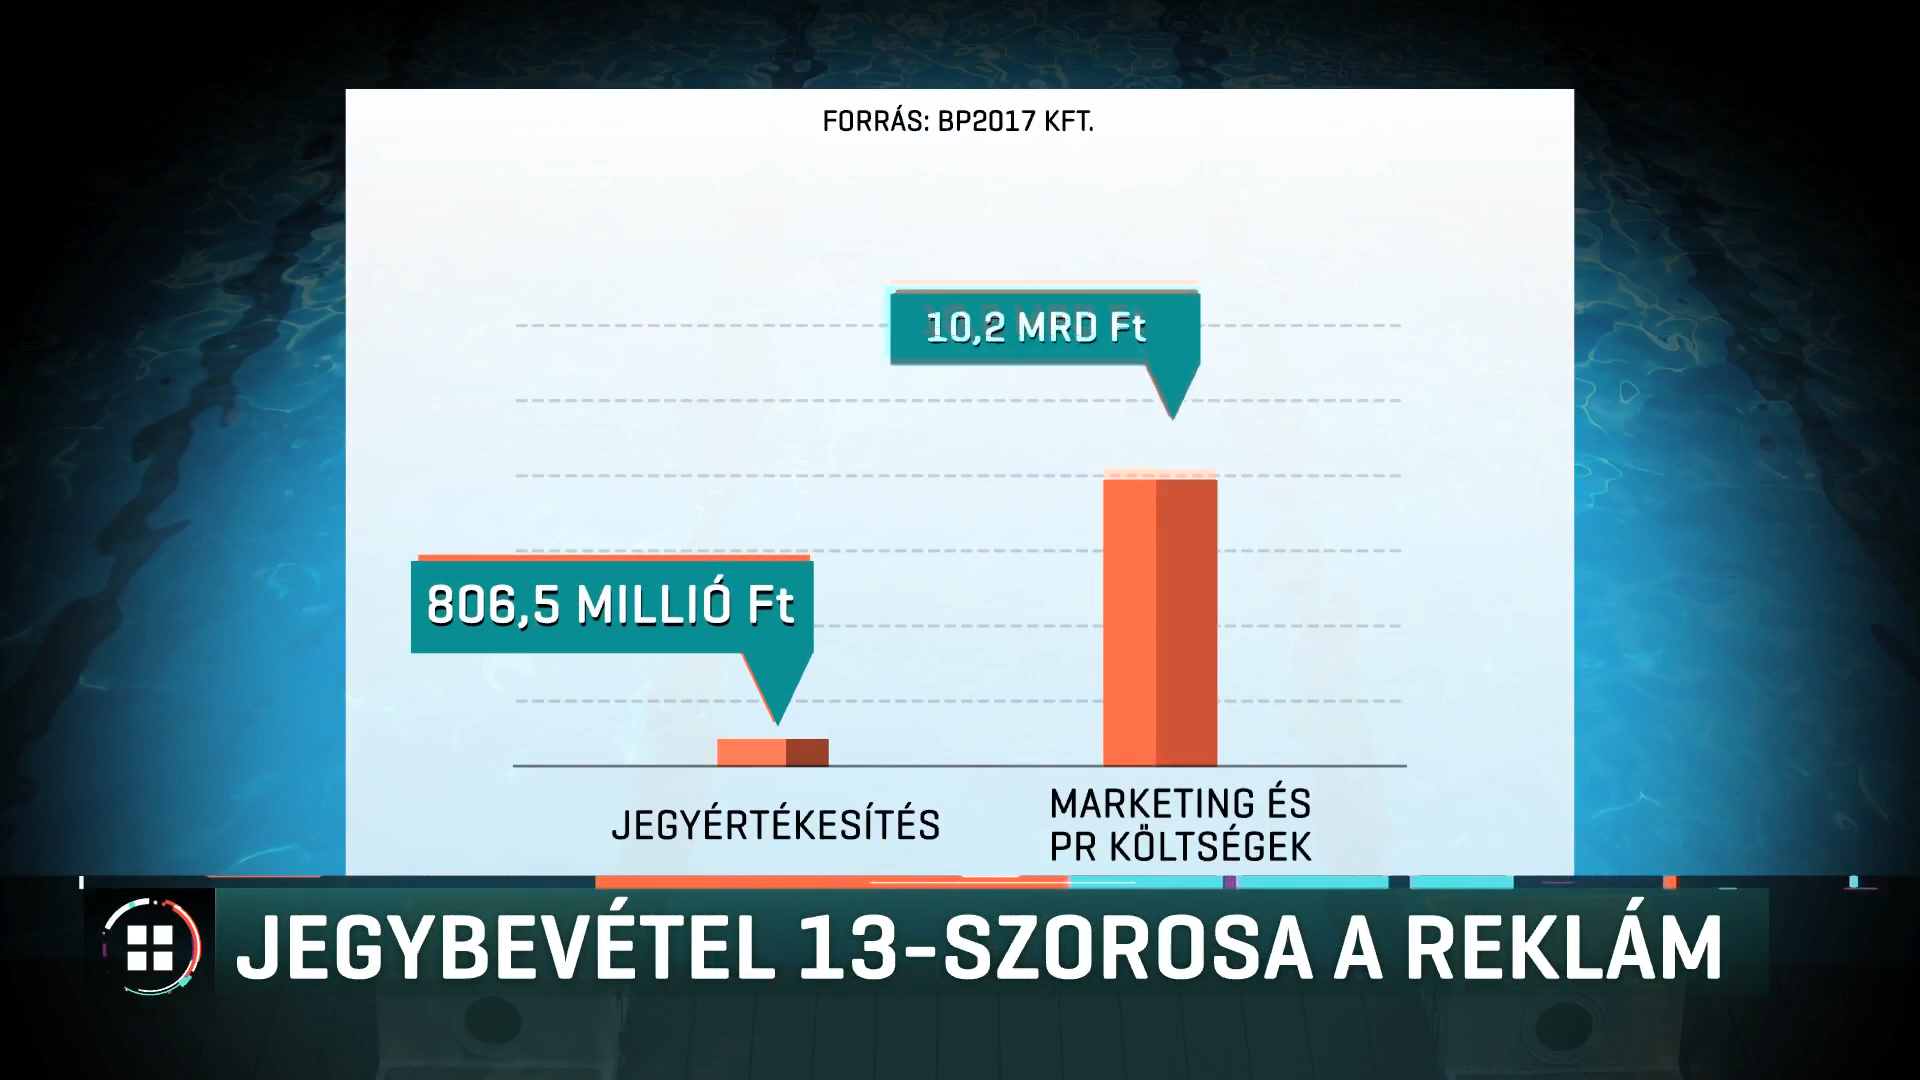 FORRÁS: BP2017 KFT.
10,2 MRD Ft
806,5 MILLIÓ Ft
JEGYÉRTÉKESÍTÉS
MARKETING ÉS
PR KÖLTSÉGEK
JEGYBEVÉTEL 13-SZOROSA A REKLÁM